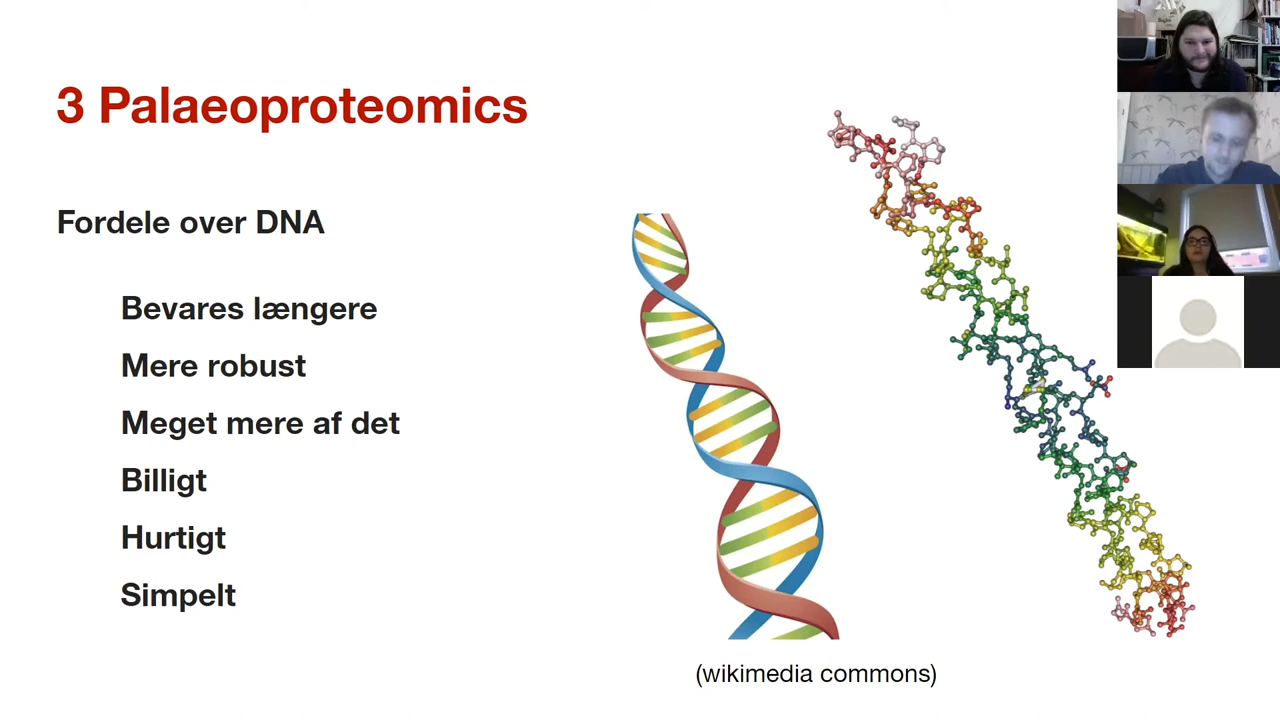 3 Palaeoproteomics
Fordele over DNA
Bevares længere
Mere robust
Meget mere af det
Billigt
Hurtigt
Simpelt
(wikimedia commons)